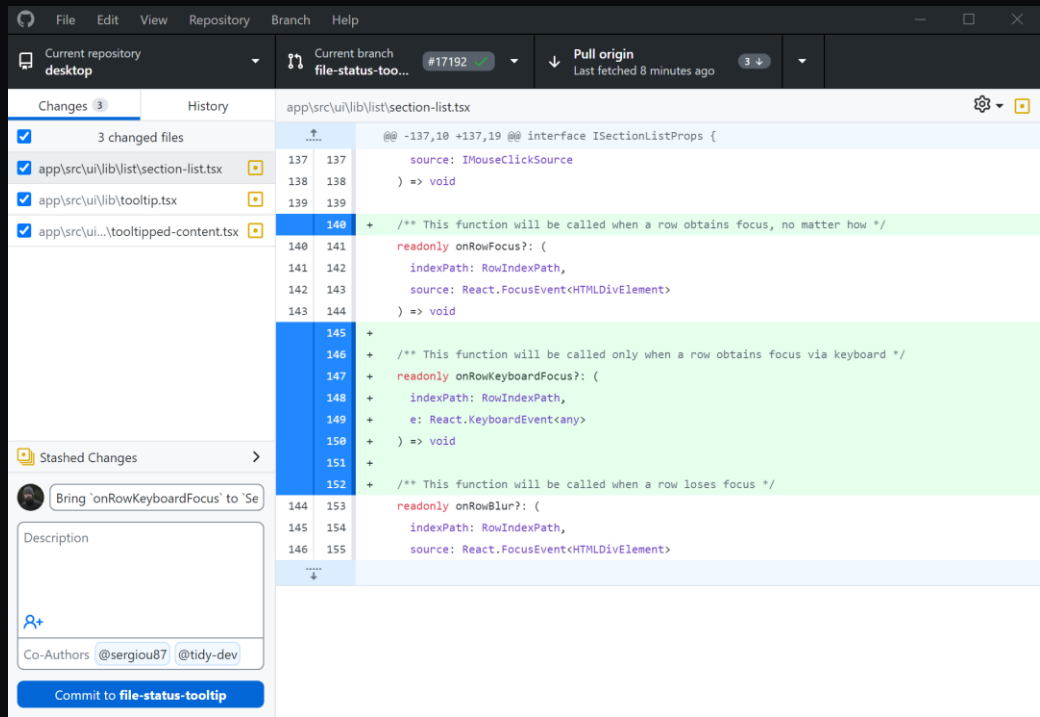 File Edit View Repository Branch Help
Current repository
desktop
Current branch
file-status-too...
#17192
Pull origin
Last fetched 8 minutes ago
3
Changes 3
History
3 changed files
app\src\ui\lib\list\section-list.tsx
app\src\ui\lib\tooltip.tsx
app\src\ui...\tooltipped-content.tsx
Stashed Changes
Bring `onRowKeyboardFocus` to `Se
Description
Co-Authors @sergiou87 @tidy-dev
Commit to file-status-tooltip
app\src\ui\lib\list\section-list.tsx
@@ -137,10 +137,19 @@ interface ISectionListProps {
137 137 source: IMouseClickSource
138 138 ) => void
139 139
140 + /** This function will be called when a row obtains focus, no matter how */
140 141 readonly onRowFocus?: (
141 142 indexPath: RowIndexPath,
142 143 source: React.FocusEvent<HTMLDivElement>
143 144 ) => void
145 +
146 + /** This function will be called only when a row obtains focus via keyboard */
147 + readonly onRowKeyboardFocus?: (
148 + indexPath: RowIndexPath,
149 + e: React.KeyboardEvent<any>
150 + ) => void
151 +
152 + /** This function will be called when a row loses focus */
144 153 readonly onRowBlur?: (
145 154 indexPath: RowIndexPath,
146 155 source: React.FocusEvent<HTMLDivElement>